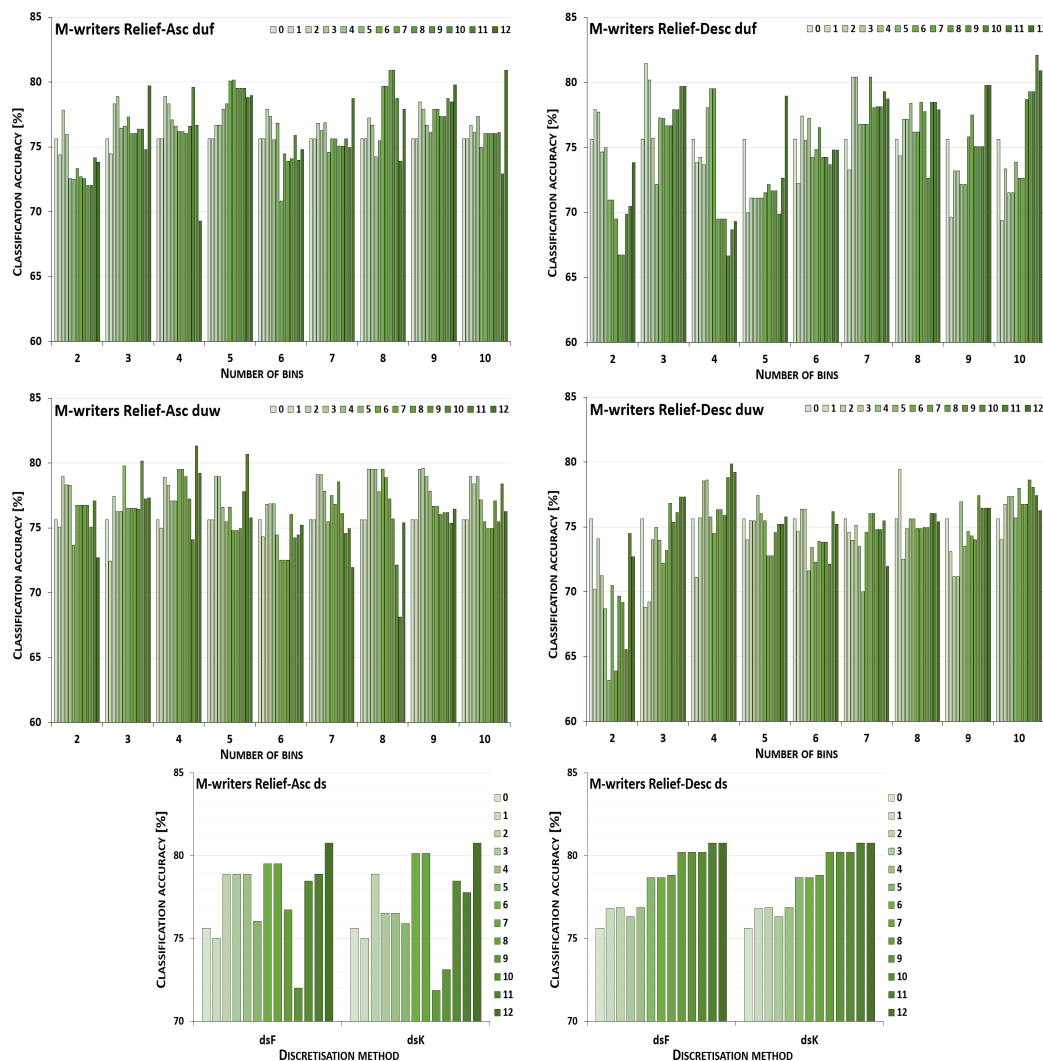 M-writers Relief-Asc duf
0 1 2 3 4 5 6 7 8 9 10 11 12
CLASSIFICATION ACCURACY [%]
85
80
75
70
65
60
2 3 4 5 6 7 8 9 10
NUMBER OF BINS
M-writers Relief-Desc duf
0 1 2 3 4 5 6 7 8 9 10 11 12
CLASSIFICATION ACCURACY [%]
85
80
75
70
65
60
2 3 4 5 6 7 8 9 10
NUMBER OF BINS
M-writers Relief-Asc duw
0 1 2 3 4 5 6 7 8 9 10 11 12
CLASSIFICATION ACCURACY [%]
85
80
75
70
65
60
2 3 4 5 6 7 8 9 10
NUMBER OF BINS
M-writers Relief-Desc duw
0 1 2 3 4 5 6 7 8 9 10 11 12
CLASSIFICATION ACCURACY [%]
85
80
75
70
65
60
2 3 4 5 6 7 8 9 10
NUMBER OF BINS
M-writers Relief-Asc ds
CLASSIFICATION ACCURACY [%]
85
80
75
70
dsF dsK
DISCRETISATION METHOD
0
1
2
3
4
5
6
7
8
9
10
11
12
M-writers Relief-Desc ds
CLASSIFICATION ACCURACY [%]
85
80
75
70
dsF dsK
DISCRETISATION METHOD
0
1
2
3
4
5
6
7
8
9
10
11
12